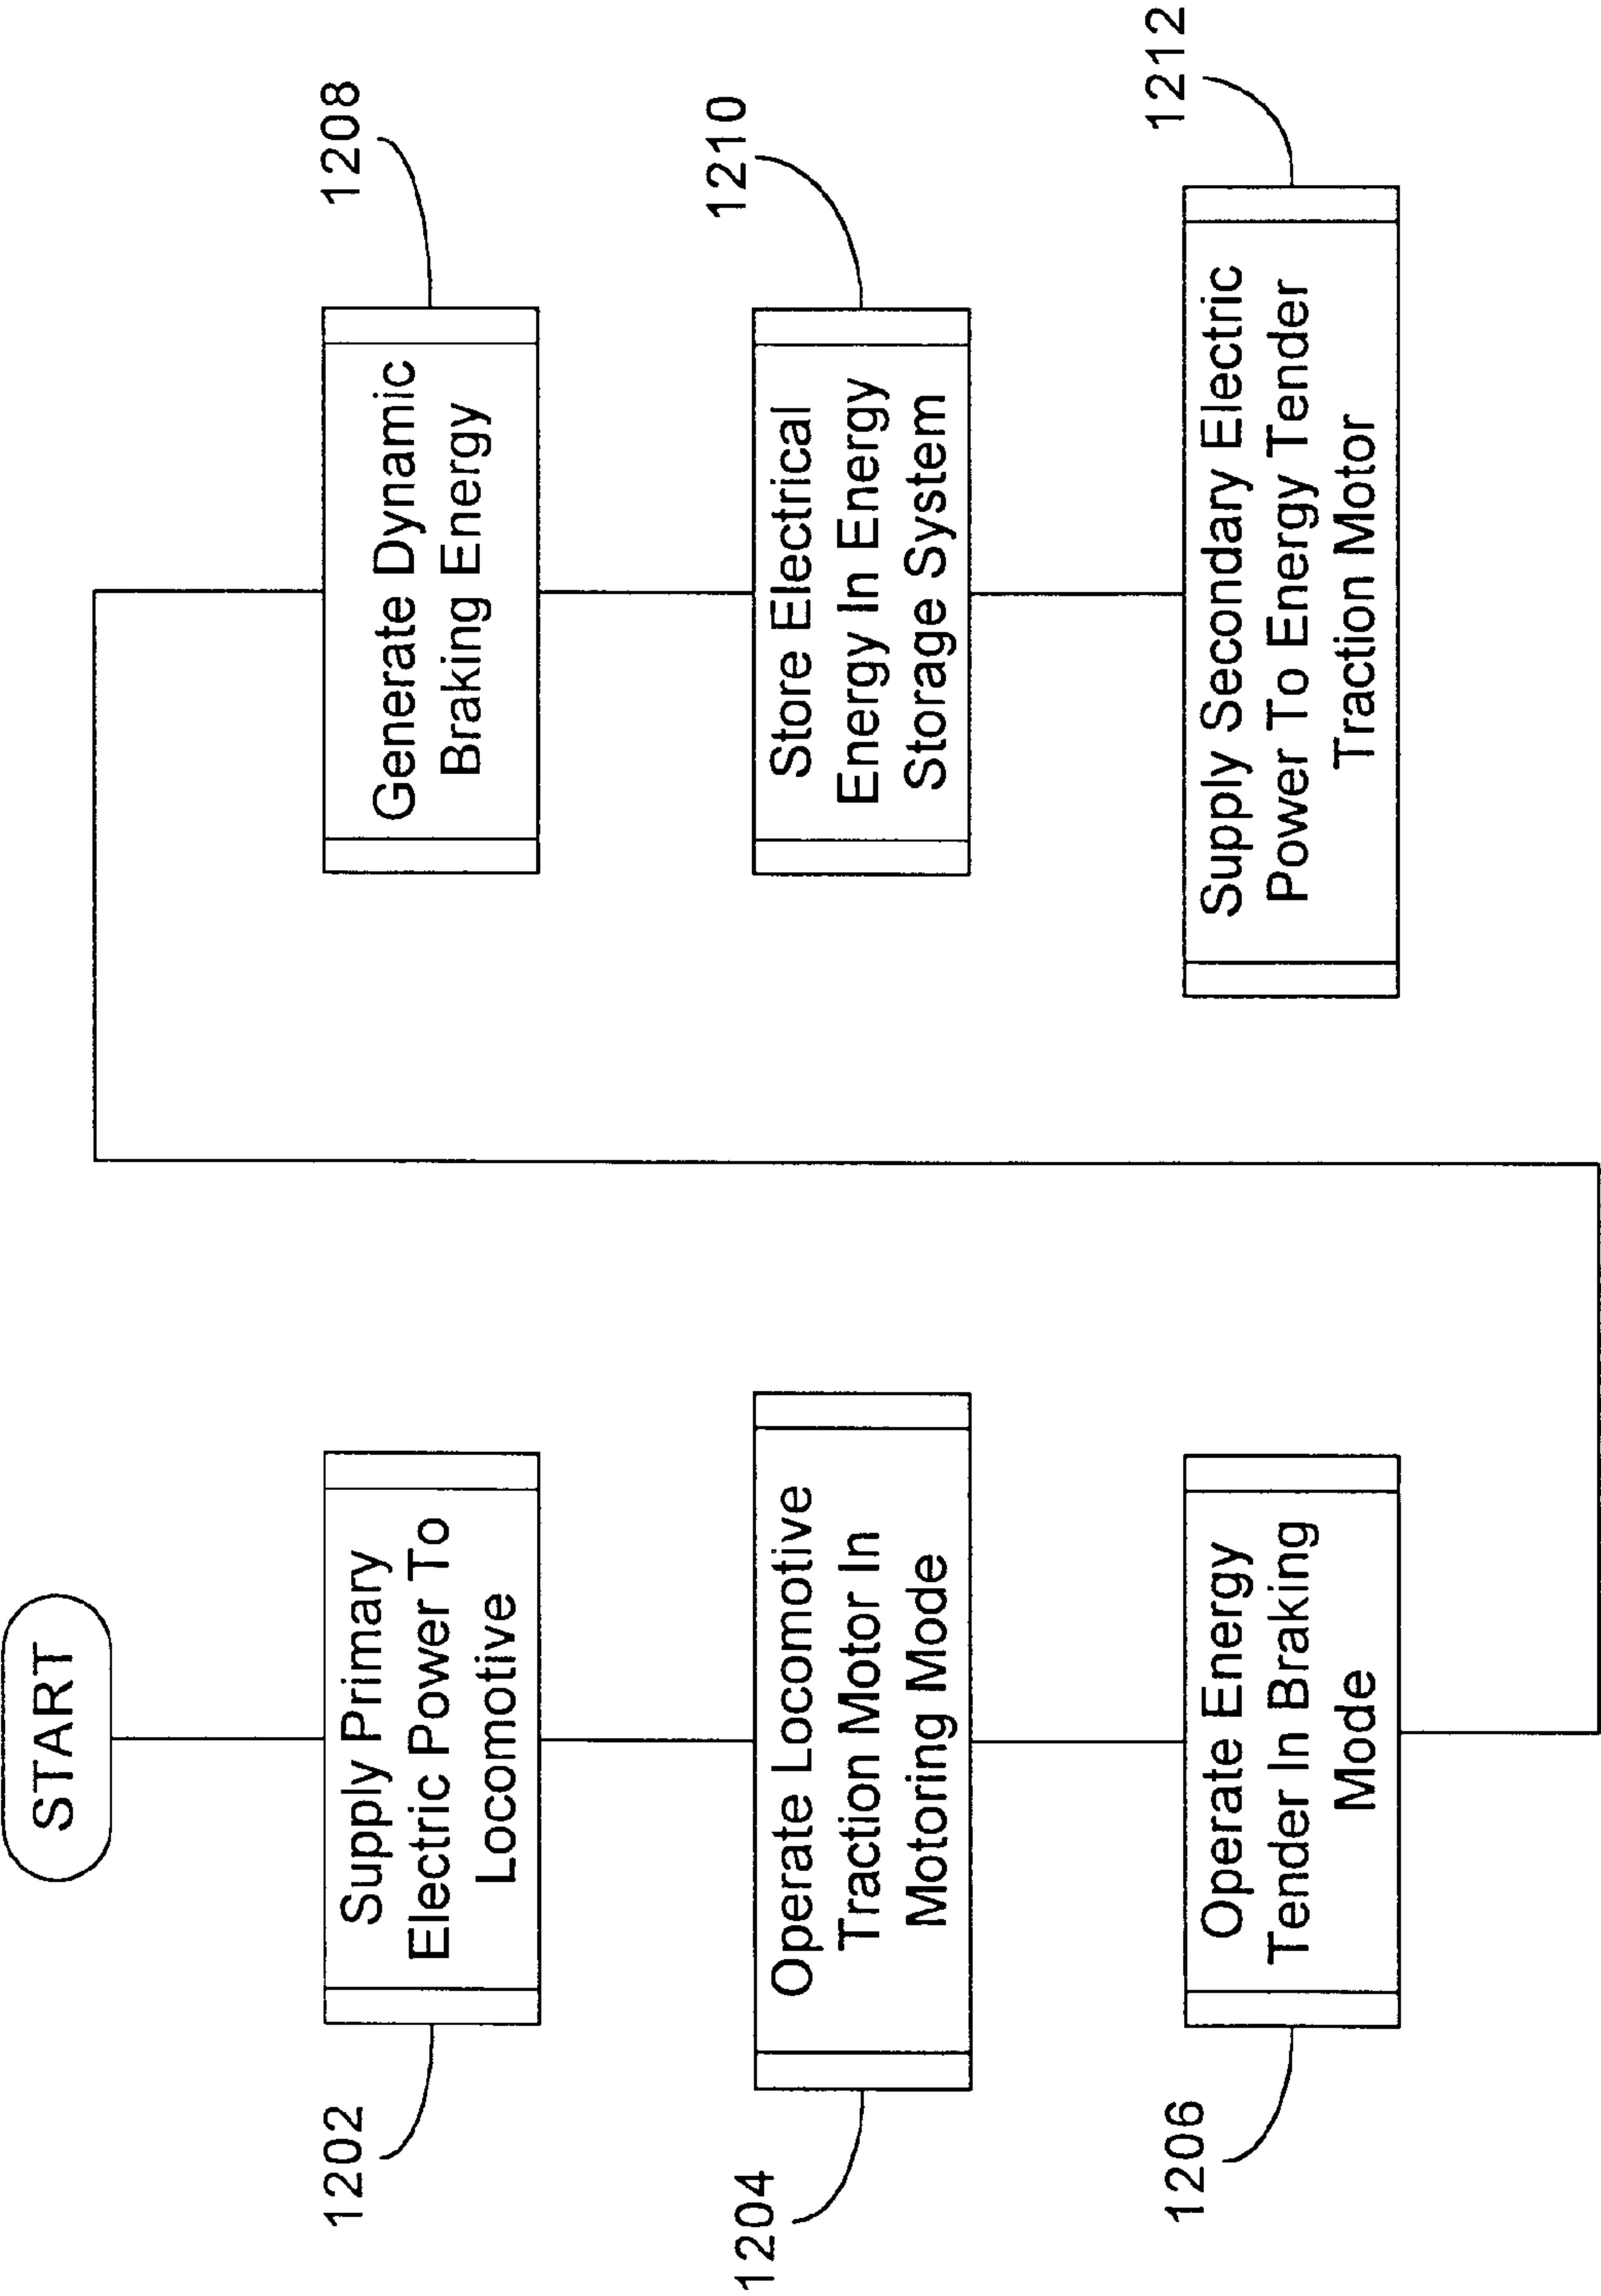 START
1202
Supply Primary
Electric Power To
Locomotive
1204
Operate Locomotive
Traction Motor In
Motoring Mode
1206
Operate Energy
Tender In Braking
Mode
1208
Generate Dynamic
Braking Energy
1210
Store Electrical
Energy In Energy
Storage System
1212
Supply Secondary Electric
Power To Energy Tender
Traction Motor